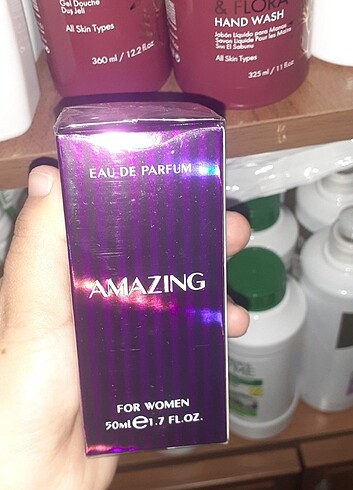 Gel Douche
Duş Jeli
All Skin Types
360 ml / 12.2 fl.oz
& FLORA
HAND WASH
Jabón Líquido para Manos
Savon Liquide Pour les Mains
Sıvı El Sabunu
All Skin Types
325 ml / 11 fl.oz
EAU DE PARFUM
AMAZING
FOR WOMEN
50ml e 1.7 FL.OZ.